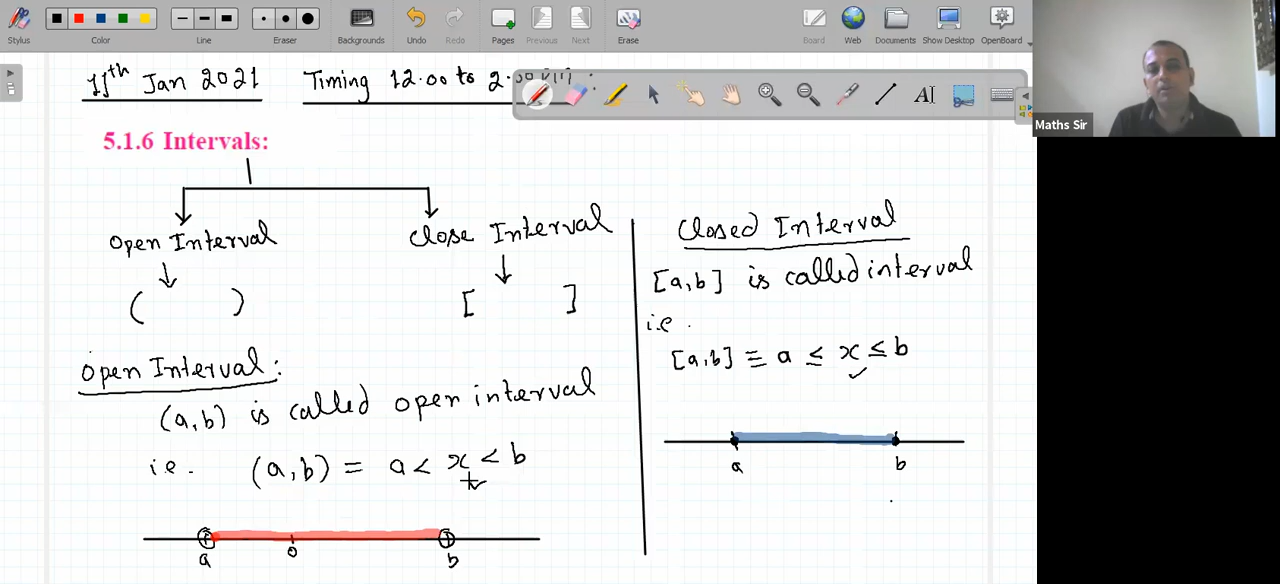 Stylus
Color
Line
Eraser
Backgrounds
Undo
Redo
Pages
Previous
Next
Erase
Board
Web
Documents
Show Desktop
OpenBoard
Maths Sir
11th Jan 2021 Timing 12.00 to 2.00
5.1.6 Intervals:
Open Interval
Close Interval
( )
[ ]
open Interval:
(a,b) is called open interval
i.e. (a,b) = a < x < b
a
0
b
Closed Interval
[a,b] is called interval
i.e.
[a,b] ≡ a ≤ x ≤ b
a
b